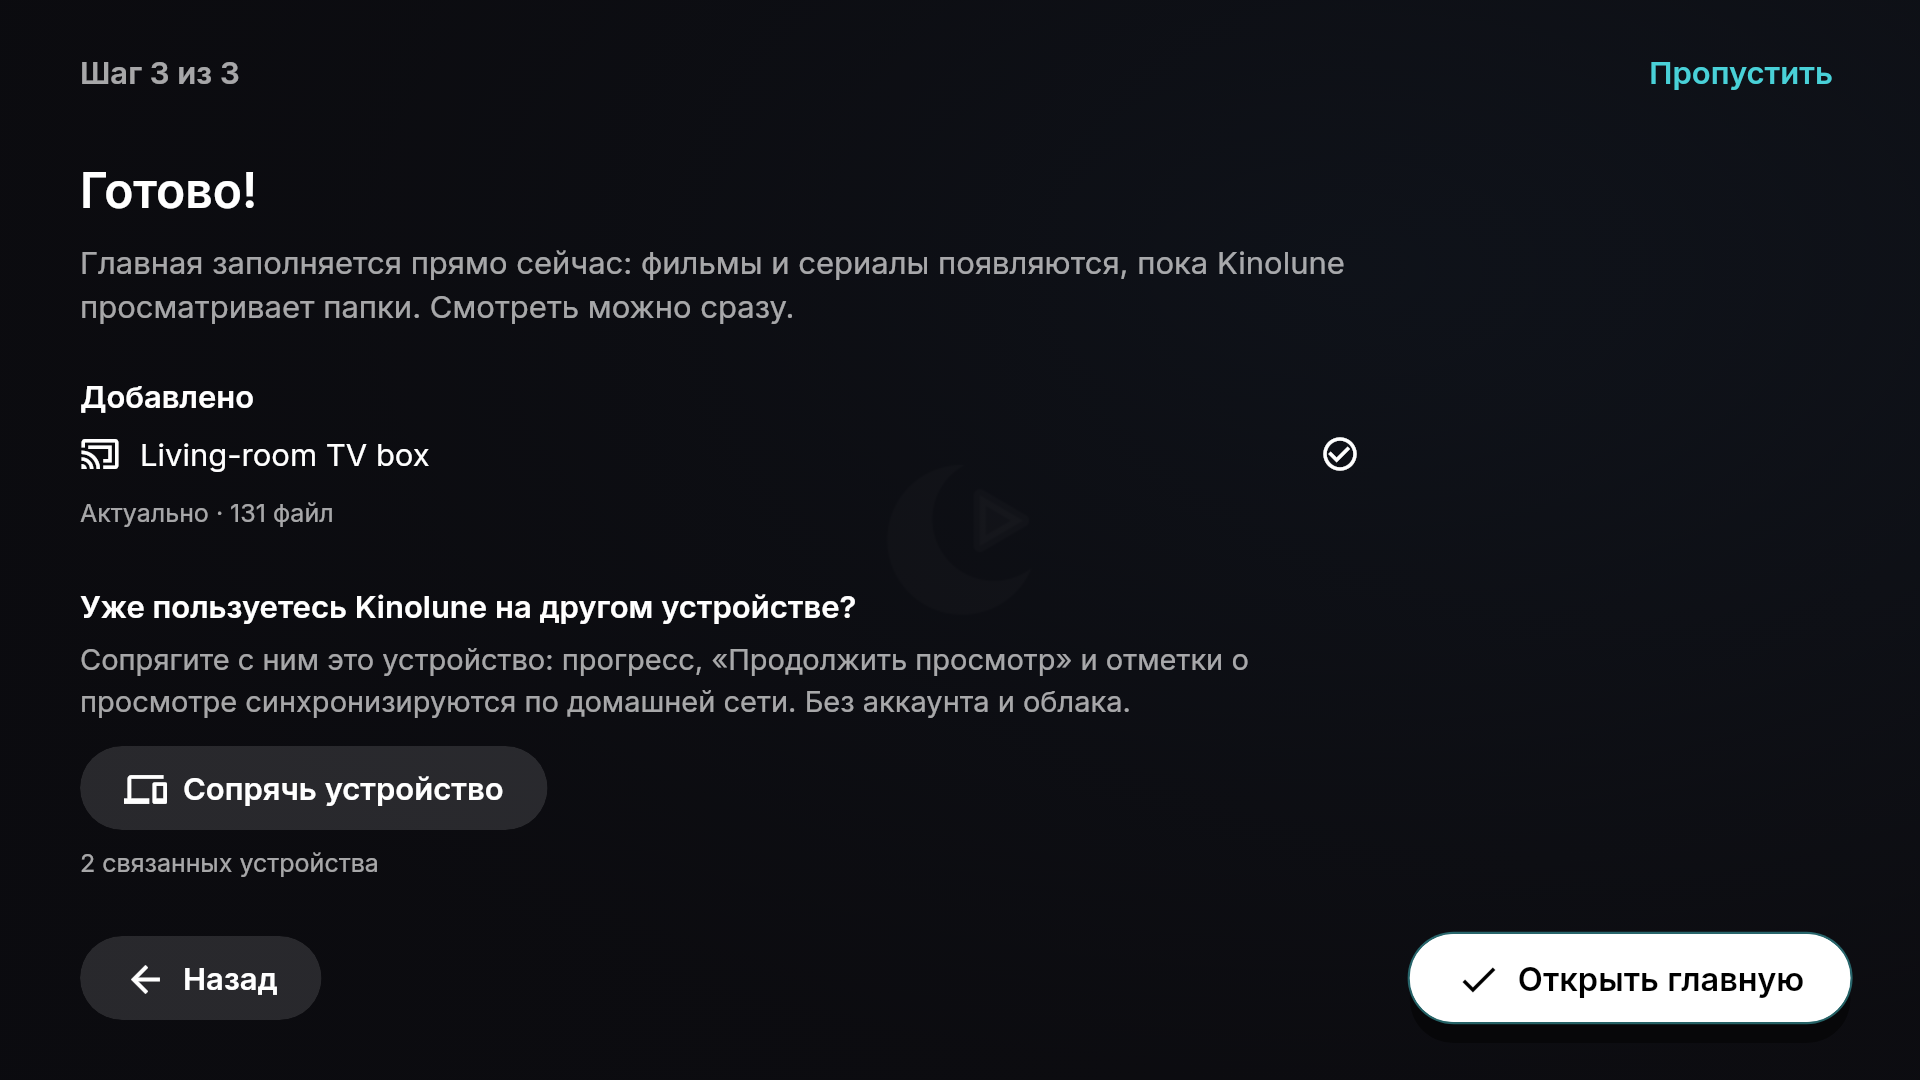 Шаг 3 из 3
Пропустить
Готово!
Главная заполняется прямо сейчас: фильмы и сериалы появляются, пока Kinolune
просматривает папки. Смотреть можно сразу.
Добавлено
Living-room TV box
Актуально · 131 файл
Уже пользуетесь Kinolune на другом устройстве?
Сопрягите с ним это устройство: прогресс, «Продолжить просмотр» и отметки о
просмотре синхронизируются по домашней сети. Без аккаунта и облака.
Сопрячь устройство
2 связанных устройства
Назад
Открыть главную